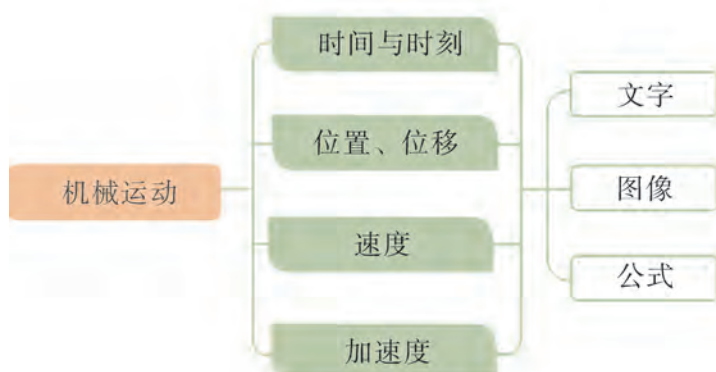 机械运动
时间与时刻
位置、位移
速度
加速度
文字
图像
公式